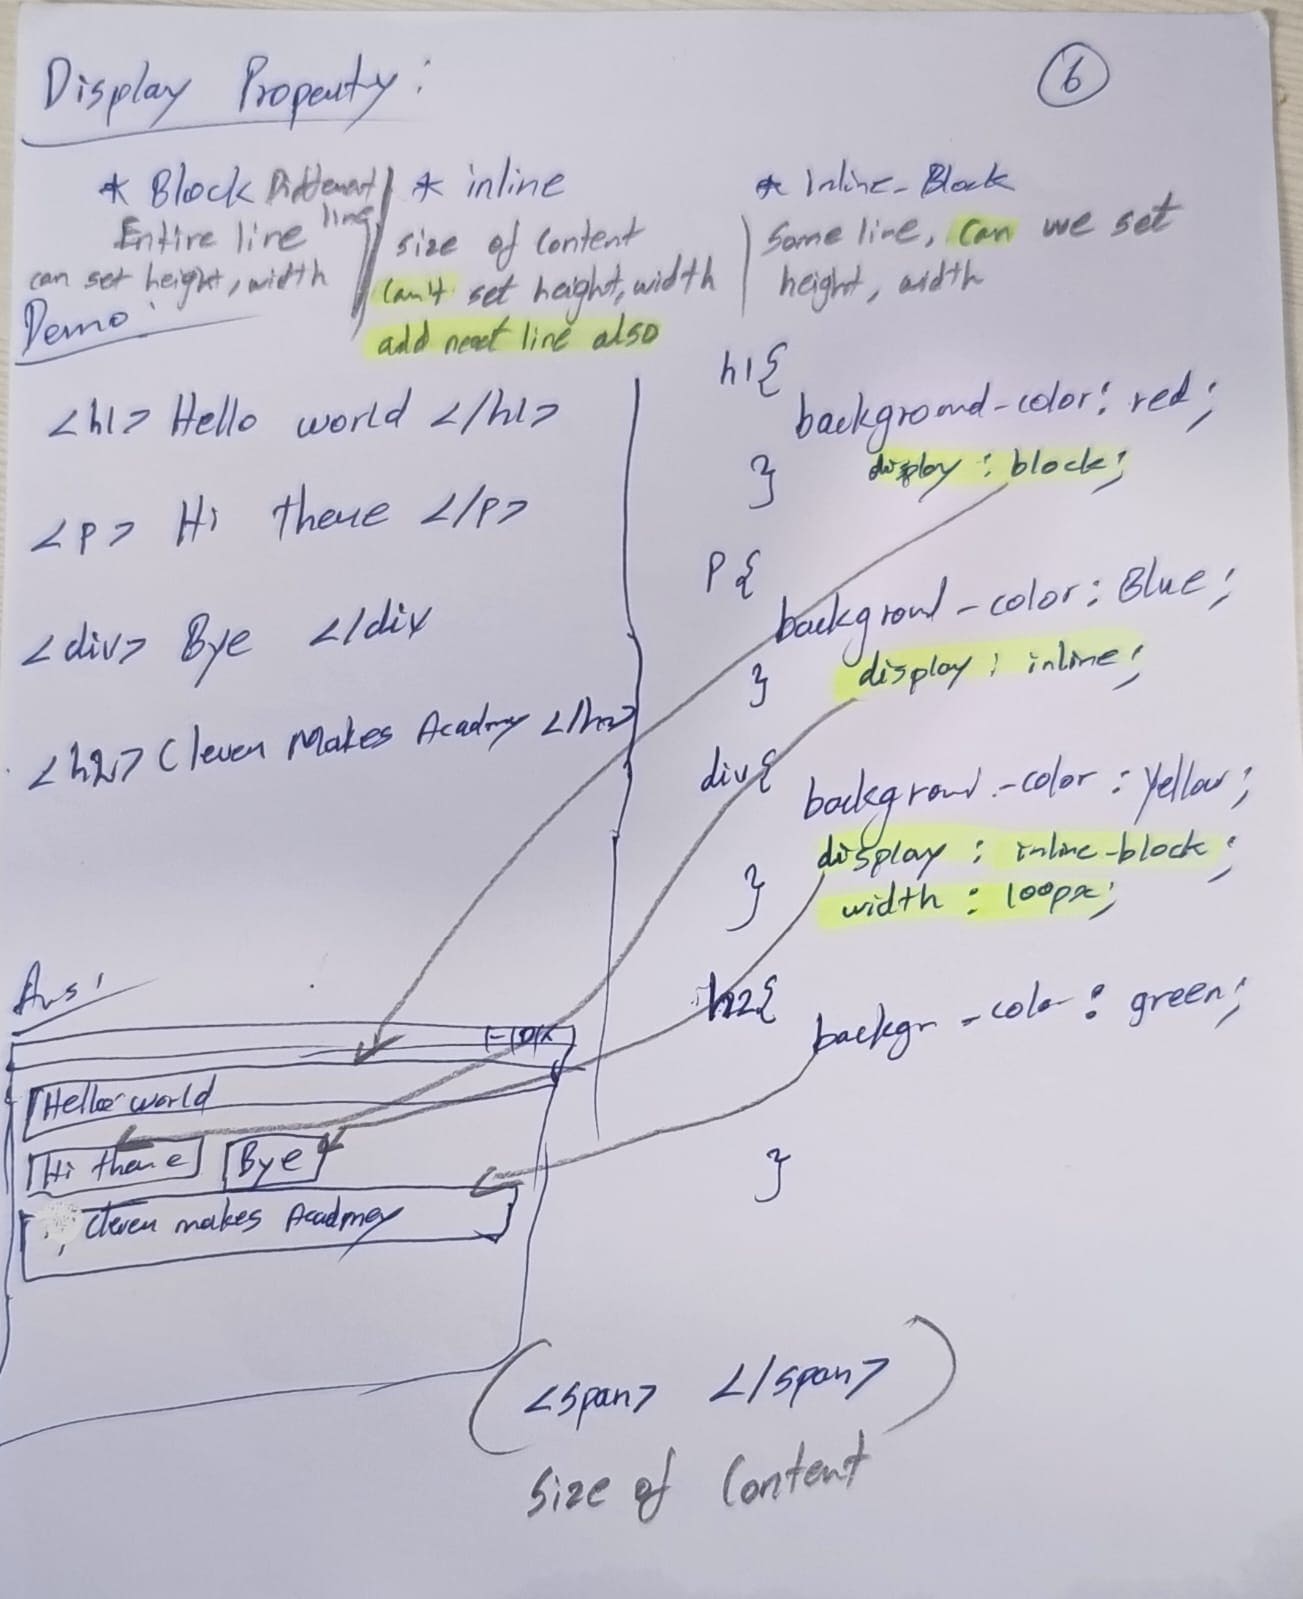 Display Property:
6
* Block Different line
Entire line
can set height, width
* inline
size of Content
Can't set height, width
add next line also
* Inline-Block
Same line, can we set
height, width
Demo:
<h1> Hello world </h1>
<p> Hi there </p>
<div> Bye </div
<h2> Clever Makes Acadmy </h2>
h1{
background-color: red;
display: block;
}
P{
background-color: Blue;
display: inline;
}
div{
background-color: Yellow;
display: inline-block;
width: 100px;
}
h2{
backgr-color: green;
}
Ans:
Hello world
Hi there
Bye
Clever makes Acadmey
(<span> </span>)
Size of Content